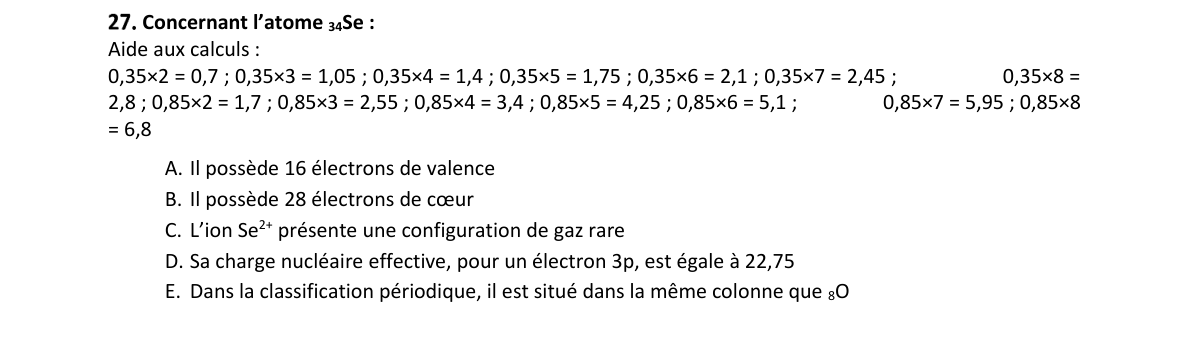 27. Concernant l’atome ₃₄Se :
Aide aux calculs :
0,35×2 = 0,7 ; 0,35×3 = 1,05 ; 0,35×4 = 1,4 ; 0,35×5 = 1,75 ; 0,35×6 = 2,1 ; 0,35×7 = 2,45 ; 0,35×8 =
2,8 ; 0,85×2 = 1,7 ; 0,85×3 = 2,55 ; 0,85×4 = 3,4 ; 0,85×5 = 4,25 ; 0,85×6 = 5,1 ; 0,85×7 = 5,95 ; 0,85×8
= 6,8
A. Il possède 16 électrons de valence
B. Il possède 28 électrons de cœur
C. L’ion Se²⁺ présente une configuration de gaz rare
D. Sa charge nucléaire effective, pour un électron 3p, est égale à 22,75
E. Dans la classification périodique, il est situé dans la même colonne que ₈O